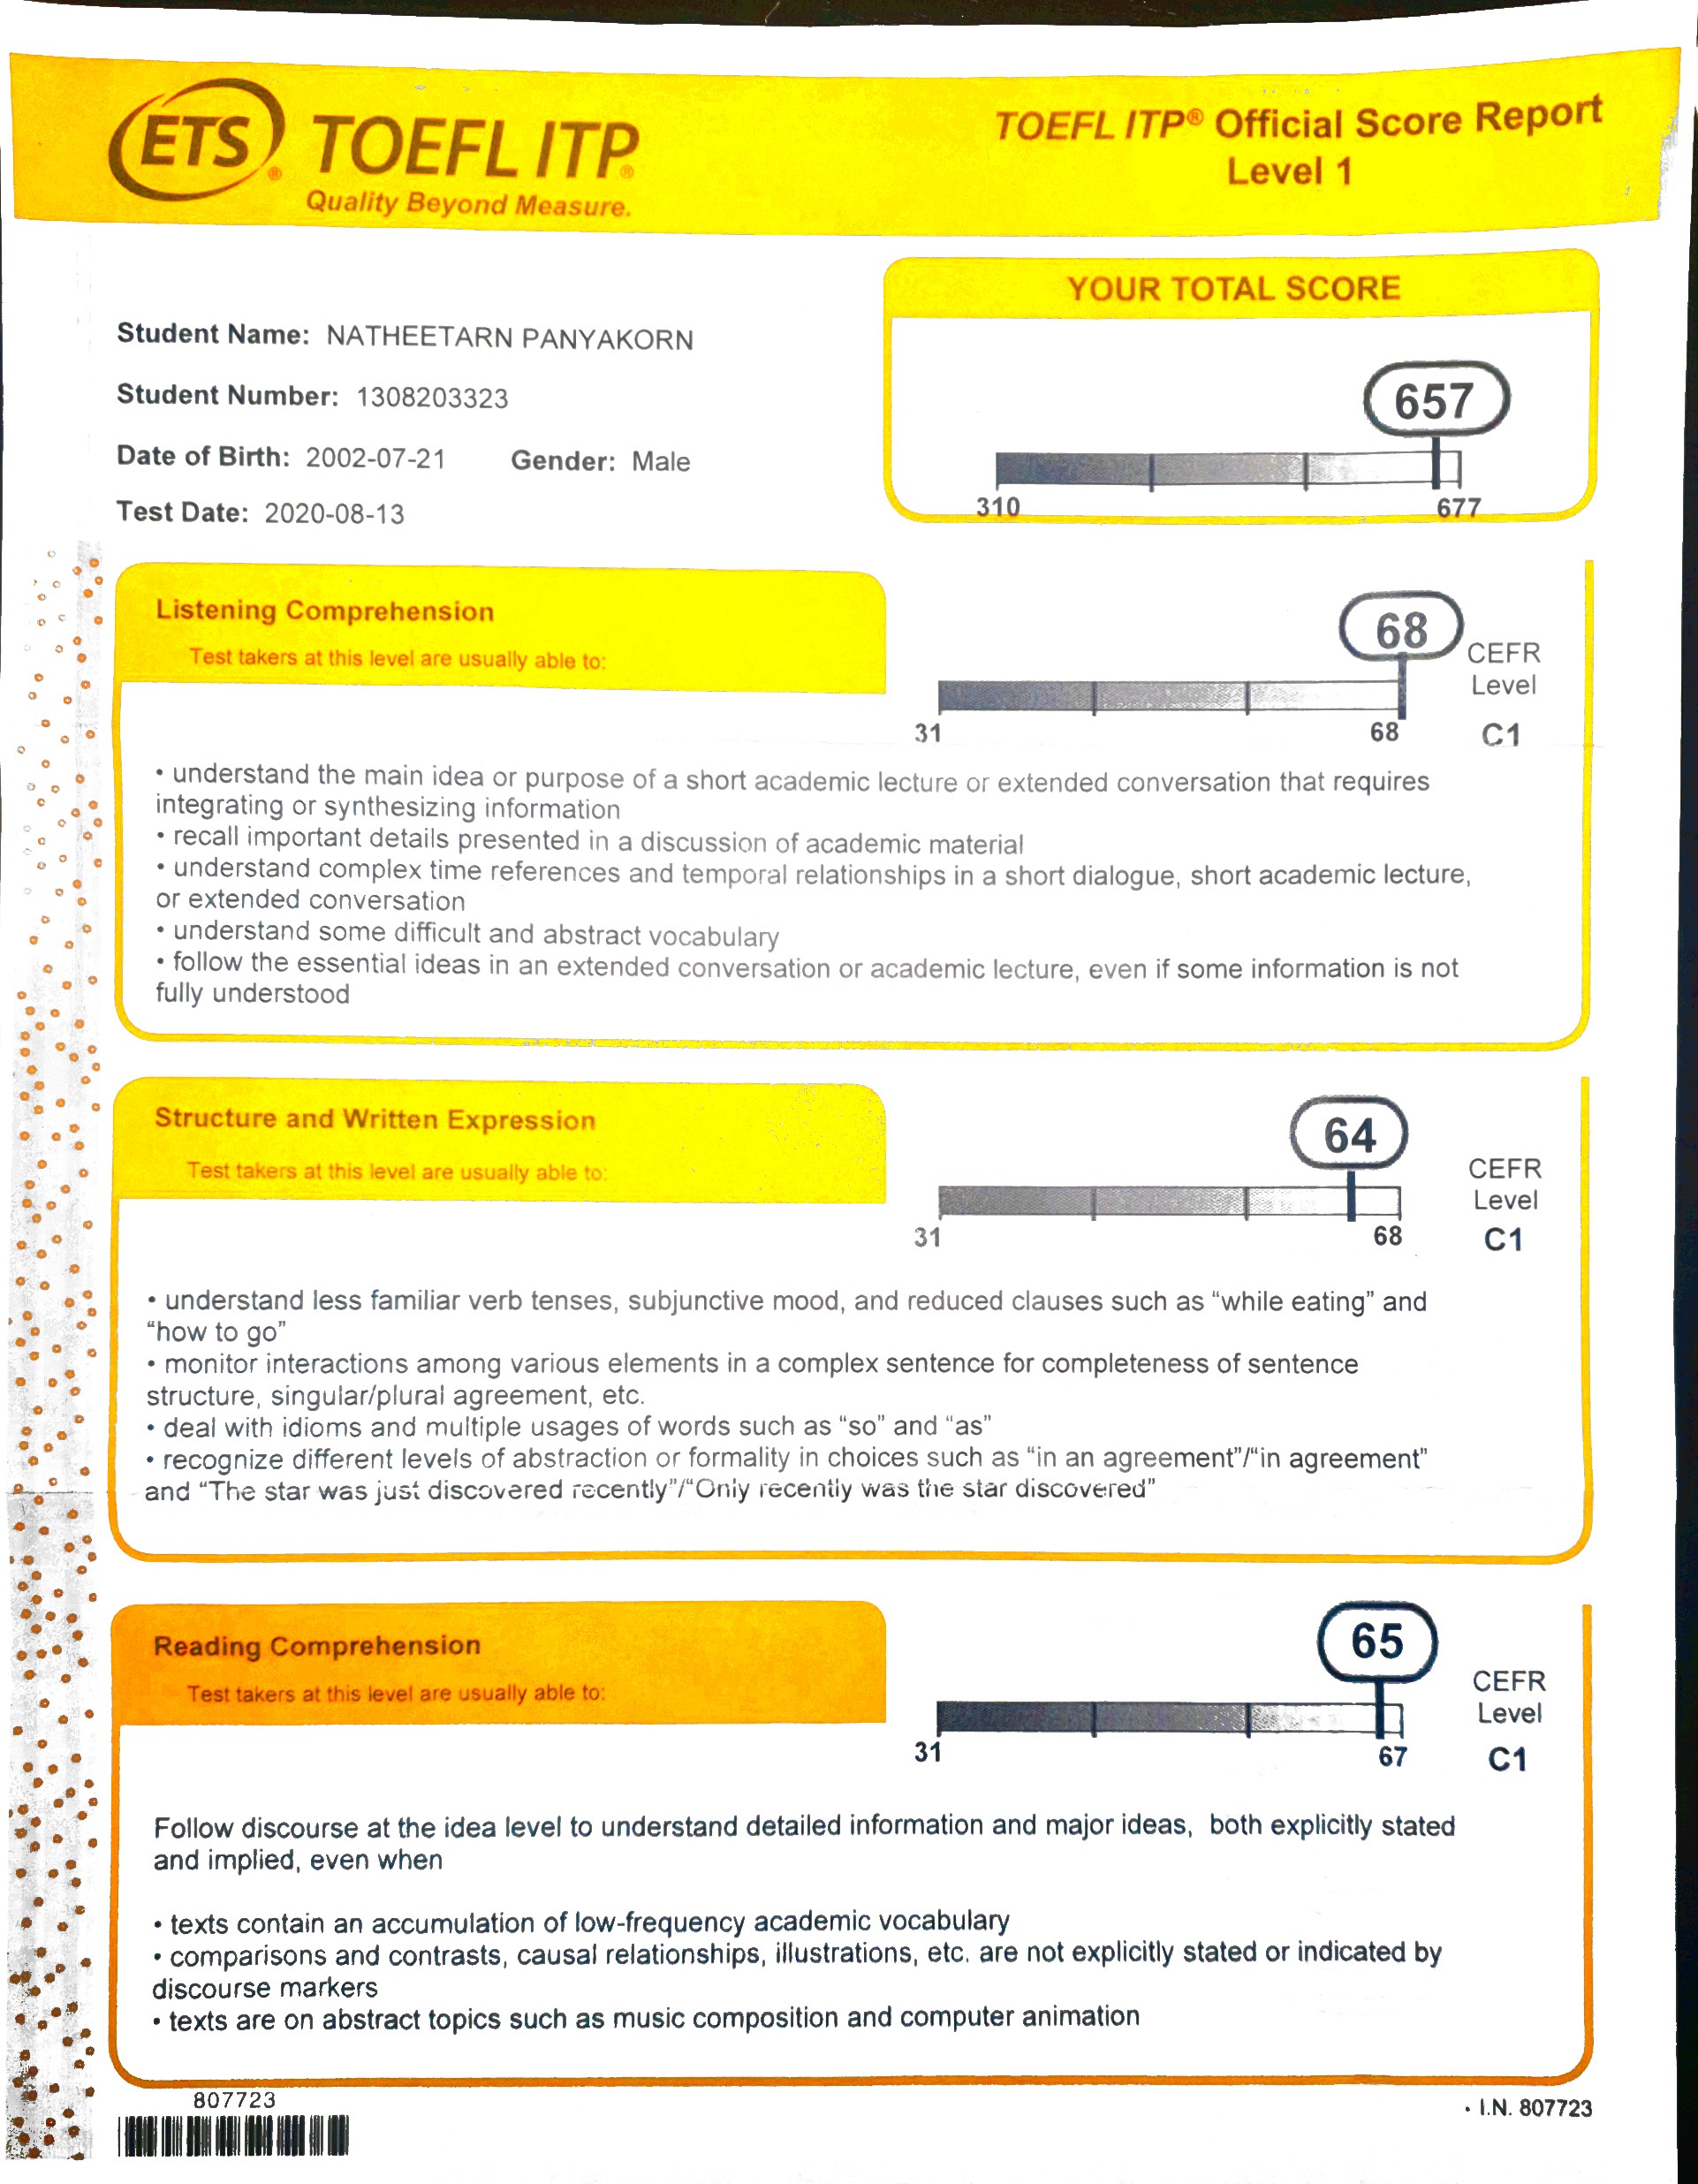 ETS® TOEFL ITP®
Quality Beyond Measure.
TOEFL ITP® Official Score Report
Level 1
Student Name: NATHEETARN PANYAKORN
Student Number: 1308203323
Date of Birth: 2002-07-21 Gender: Male
Test Date: 2020-08-13
YOUR TOTAL SCORE
657
310 677
Listening Comprehension
Test takers at this level are usually able to:
68
31 68
CEFR
Level
C1
• understand the main idea or purpose of a short academic lecture or extended conversation that requires
integrating or synthesizing information
• recall important details presented in a discussion of academic material
• understand complex time references and temporal relationships in a short dialogue, short academic lecture,
or extended conversation
• understand some difficult and abstract vocabulary
• follow the essential ideas in an extended conversation or academic lecture, even if some information is not
fully understood
Structure and Written Expression
Test takers at this level are usually able to:
64
31 68
CEFR
Level
C1
• understand less familiar verb tenses, subjunctive mood, and reduced clauses such as “while eating” and
“how to go”
• monitor interactions among various elements in a complex sentence for completeness of sentence
structure, singular/plural agreement, etc.
• deal with idioms and multiple usages of words such as “so” and “as”
• recognize different levels of abstraction or formality in choices such as “in an agreement”/“in agreement”
and “The star was just discovered recently”/“Only recently was the star discovered”
Reading Comprehension
Test takers at this level are usually able to:
65
31 67
CEFR
Level
C1
Follow discourse at the idea level to understand detailed information and major ideas, both explicitly stated
and implied, even when
• texts contain an accumulation of low-frequency academic vocabulary
• comparisons and contrasts, causal relationships, illustrations, etc. are not explicitly stated or indicated by
discourse markers
• texts are on abstract topics such as music composition and computer animation
807723
• I.N. 807723